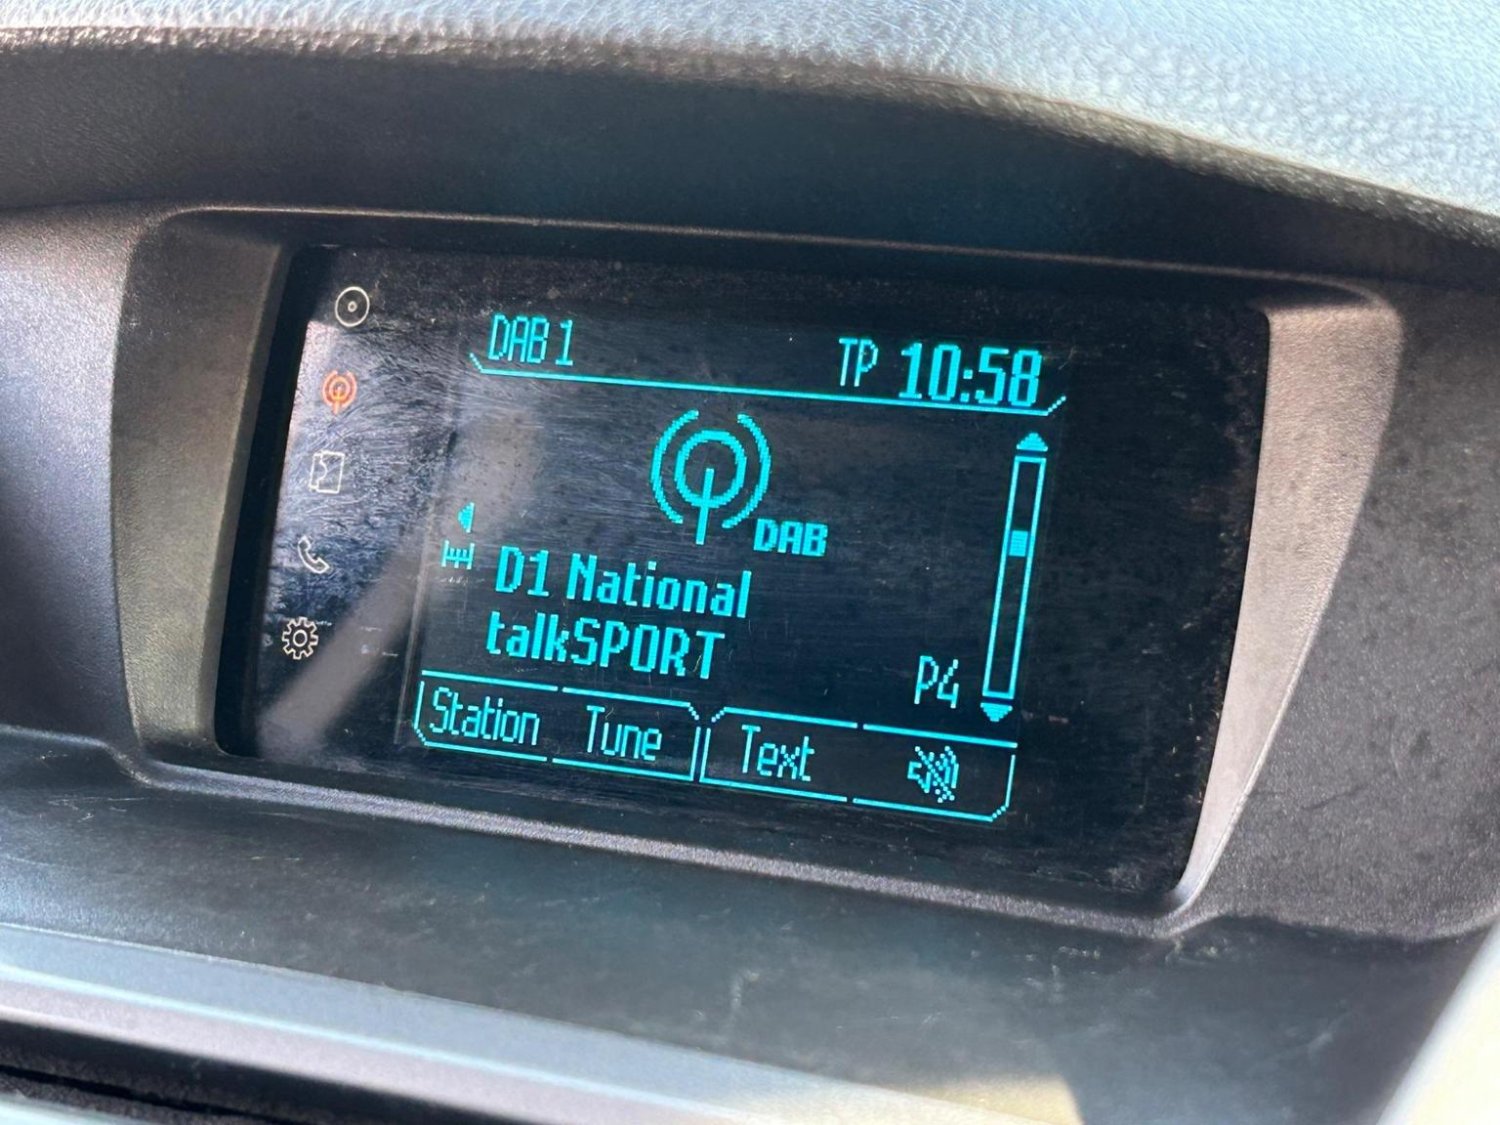 DAB 1
TP 10:58
DAB
D1 National
talkSPORT
P4
Station Tune Text